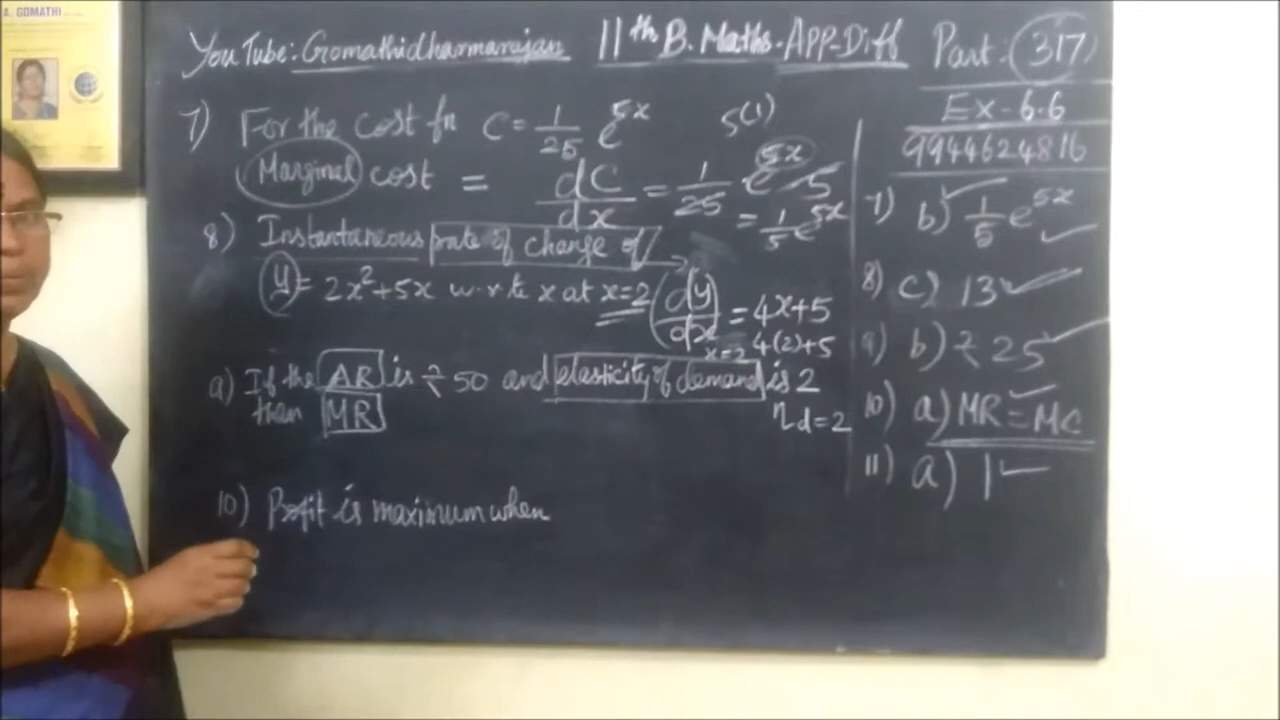 A. GOMATHI
YouTube: Gomathidharmarajan 11th B. Maths-APP-Diff Part: 317
Ex-6.6
9944624816
7) For the cost fn C = 1/25 e^5x 5(1)
Marginal cost = dC/dx = 1/25 e^5x 5
= 1/5 e^5x
8) Instantaneous rate of change of
y = 2x²+5x w.r.to x at x=2 (dy/dx) x=2 = 4x+5
4(2)+5
9) If the AR is ₹ 50 and elasticity of demand is 2
then MR
ηd=2
10) Profit is maximum when
7) b) 1/5 e^5x ✓
8) c) 13 ✓
9) b) ₹ 25 ✓
10) a) MR = MC
11) a) 1 ✓